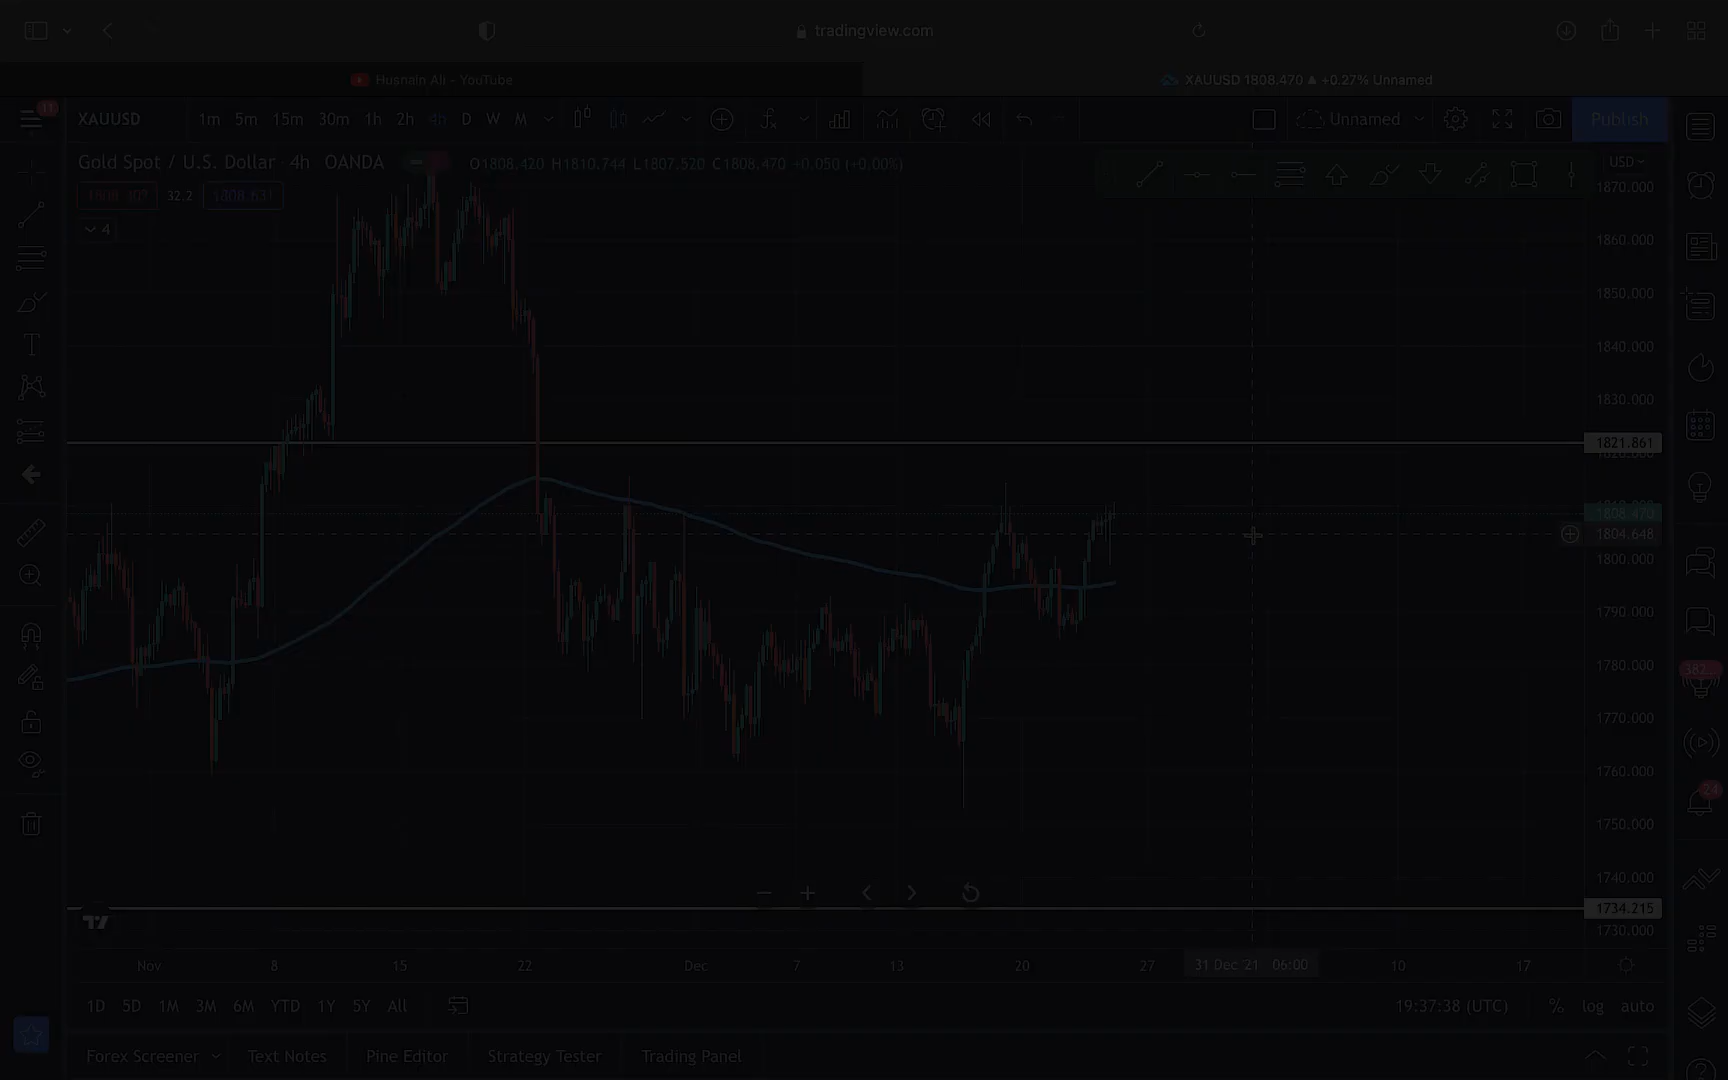 tradingview.com
Husnain Ali - YouTube
XAUUSD 1808.470 ▲ +0.27% Unnamed
11
XAUUSD 1m 5m 15m 30m 1h 2h 4h D W M
Unnamed
Publish
Gold Spot / U.S. Dollar · 4h OANDA
O1808.420 H1810.744 L1807.520 C1808.470 +0.050 (+0.00%)
USD
32.2 1808.631
4
1870.000
1860.000
1850.000
1840.000
1830.000
1821.861
1808.470
1804.648
1800.000
1790.000
1780.000
1770.000
1760.000
1750.000
1740.000
1734.215
1730.000
382
24
Nov 8 15 22 Dec 7 13 20 27 31 Dec '21 06:00 10 17
1D 5D 1M 3M 6M YTD 1Y 5Y All
19:37:38 (UTC) % log auto
Forex Screener Text Notes Pine Editor Strategy Tester Trading Panel